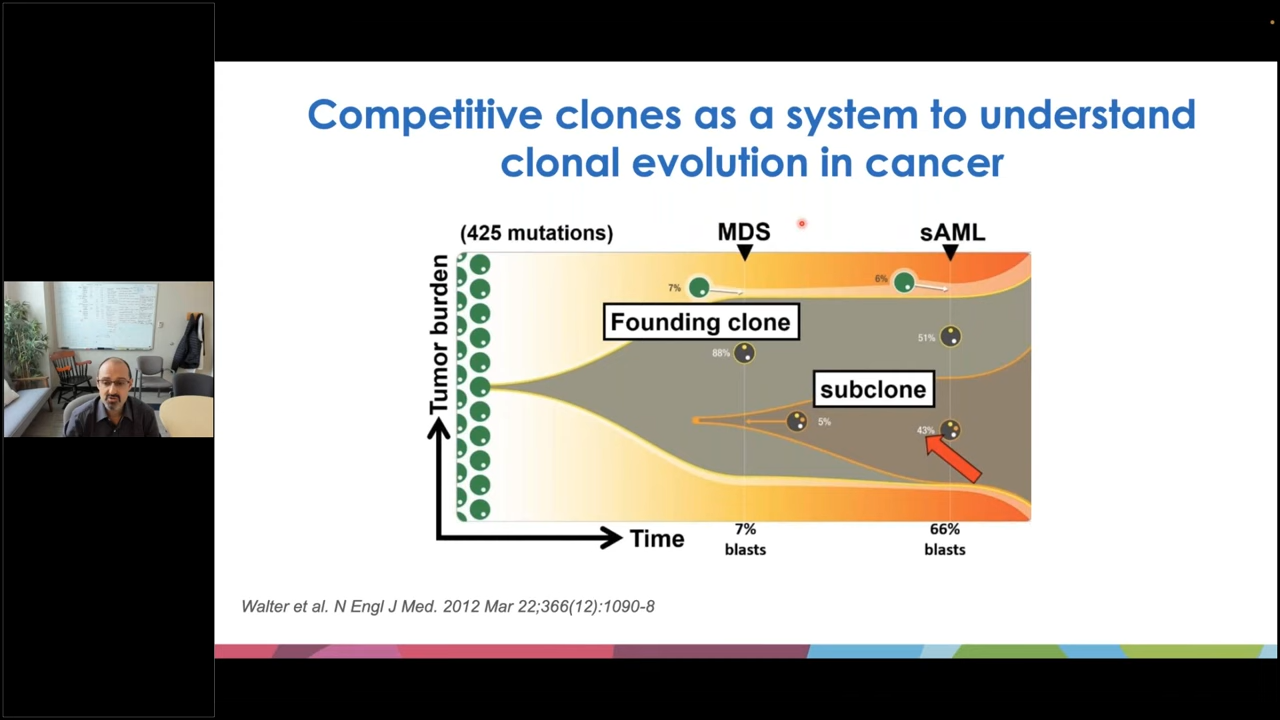 Competitive clones as a system to understand
clonal evolution in cancer
(425 mutations)
MDS
sAML
Tumor burden
7%
6%
Founding clone
88%
51%
subclone
5%
43%
Time
7%
blasts
66%
blasts
Walter et al. N Engl J Med. 2012 Mar 22;366(12):1090-8